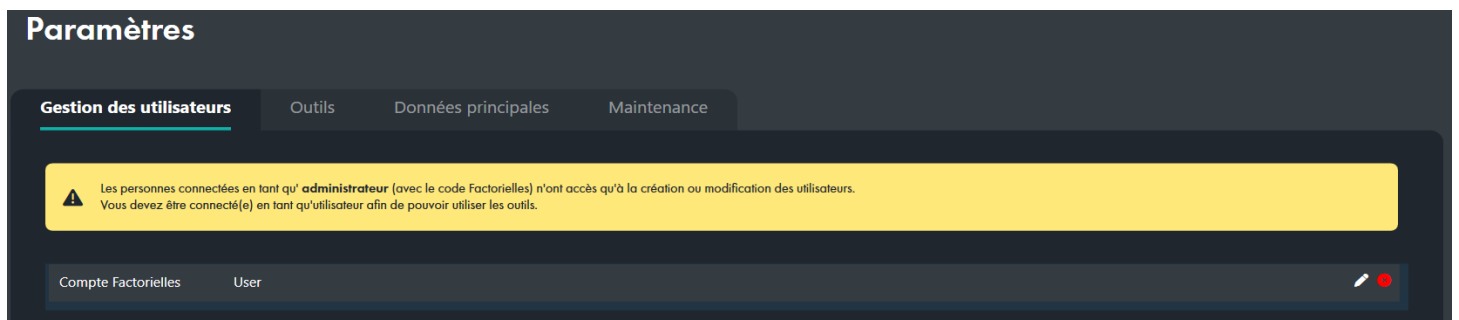 Paramètres
Gestion des utilisateurs Outils Données principales Maintenance
Les personnes connectées en tant qu' administrateur (avec le code Factorielles) n'ont accès qu'à la création ou modification des utilisateurs.
Vous devez être connecté(e) en tant qu'utilisateur afin de pouvoir utiliser les outils.
Compte Factorielles User